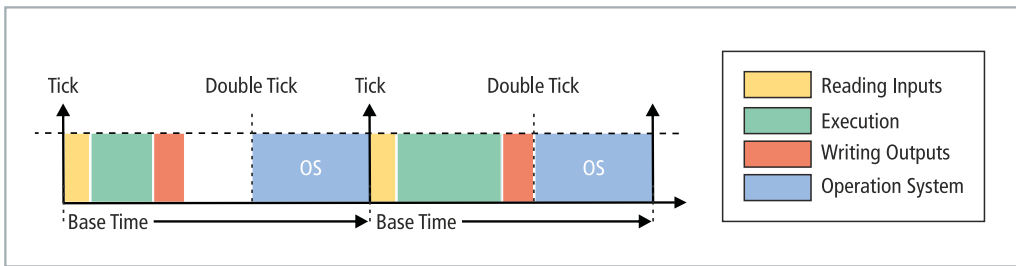 Tick Double Tick Tick Double Tick
OS OS
Base Time Base Time
Reading Inputs
Execution
Writing Outputs
Operation System